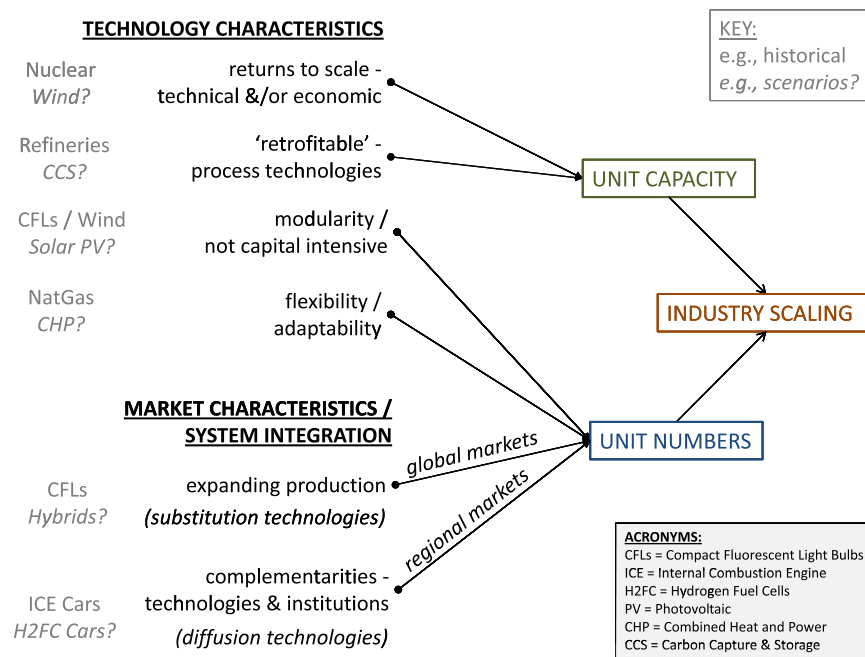 TECHNOLOGY CHARACTERISTICS
KEY:
e.g., historical
e.g., scenarios?
Nuclear
Wind?
returns to scale -
technical &/or economic
Refineries
CCS?
‘retrofitable’ -
process technologies
UNIT CAPACITY
CFLs / Wind
Solar PV?
modularity /
not capital intensive
NatGas
CHP?
flexibility /
adaptability
INDUSTRY SCALING
MARKET CHARACTERISTICS /
SYSTEM INTEGRATION
UNIT NUMBERS
global markets
CFLs
Hybrids?
expanding production
(substitution technologies)
regional markets
ICE Cars
H2FC Cars?
complementarities -
technologies & institutions
(diffusion technologies)
ACRONYMS:
CFLs = Compact Fluorescent Light Bulbs
ICE = Internal Combustion Engine
H2FC = Hydrogen Fuel Cells
PV = Photovoltaic
CHP = Combined Heat and Power
CCS = Carbon Capture & Storage